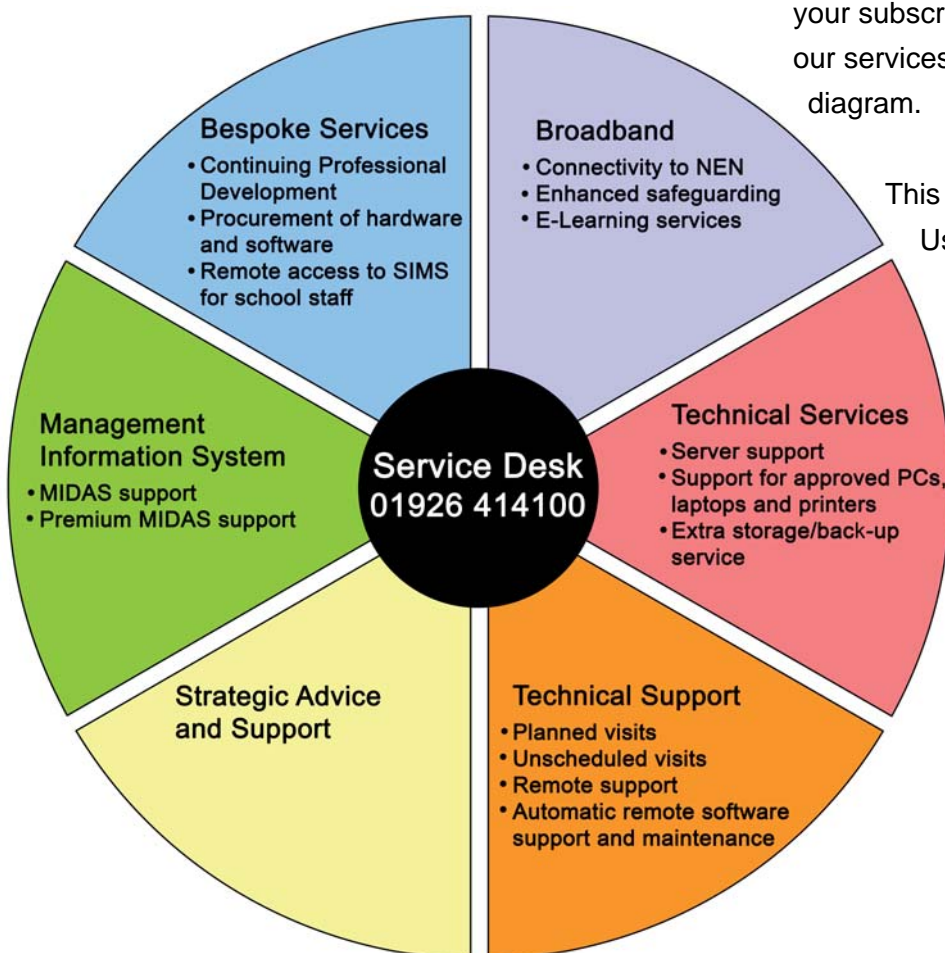 your subscr
our services
diagram.
This
Us
Bespoke Services
• Continuing Professional
Development
• Procurement of hardware
and software
• Remote access to SIMS
for school staff
Broadband
• Connectivity to NEN
• Enhanced safeguarding
• E-Learning services
Management
Information System
• MIDAS support
• Premium MIDAS support
Service Desk
01926 414100
Technical Services
• Server support
• Support for approved PCs,
laptops and printers
• Extra storage/back-up
service
Strategic Advice
and Support
Technical Support
• Planned visits
• Unscheduled visits
• Remote support
• Automatic remote software
support and maintenance